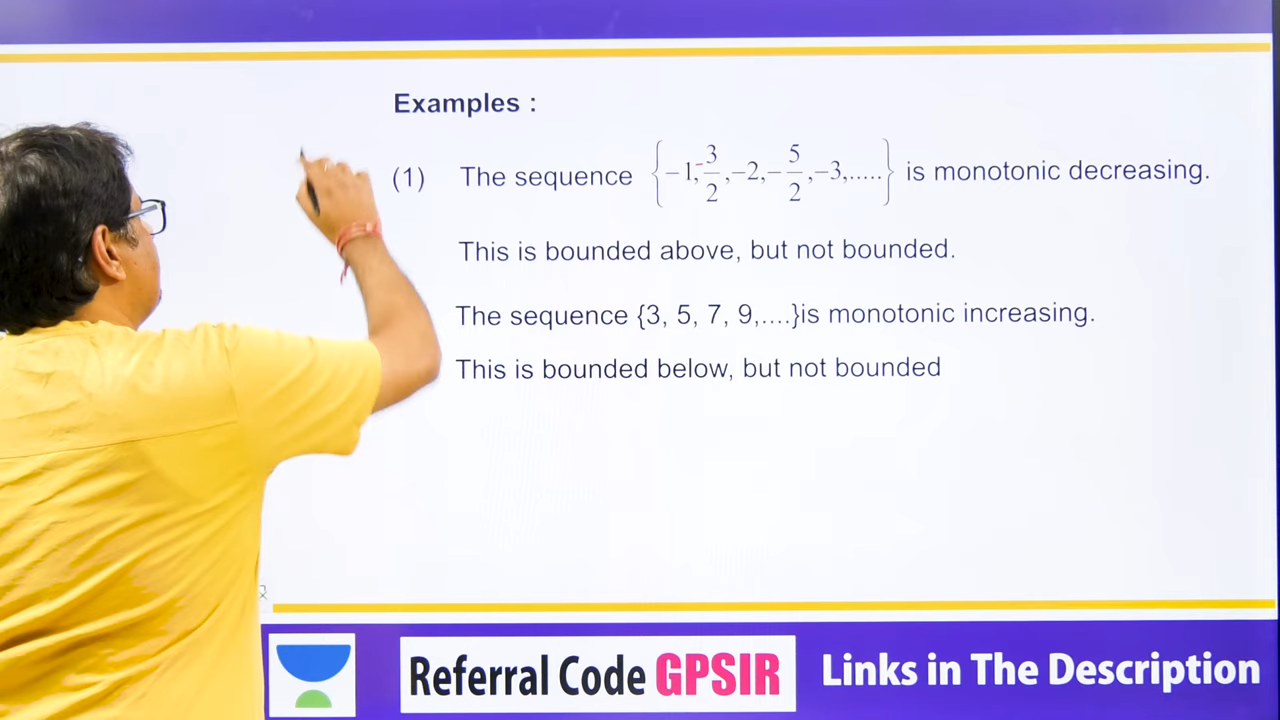 Examples :
(1) The sequence {−1,-3/2,−2,−5/2,−3,.....} is monotonic decreasing.
This is bounded above, but not bounded.
The sequence {3, 5, 7, 9,....}is monotonic increasing.
This is bounded below, but not bounded
Referral Code GPSIR Links in The Description